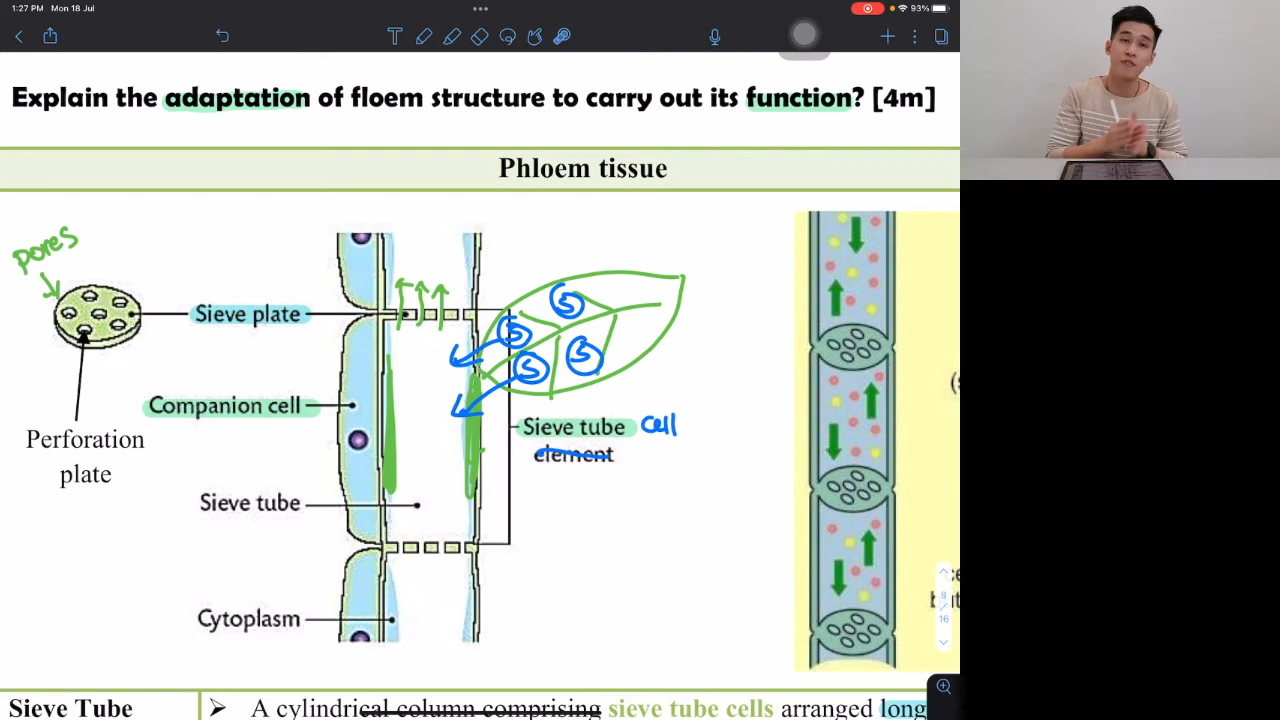 1:27 PM Mon 18 Jul
93%
Explain the adaptation of floem structure to carry out its function? [4m]
Phloem tissue
pores
Sieve plate
Companion cell
Perforation
plate
Sieve tube
Cytoplasm
S
S
S
S
Sieve tube cell
element
8
16
Sieve Tube
➤ A cylindrical column comprising sieve tube cells arranged long